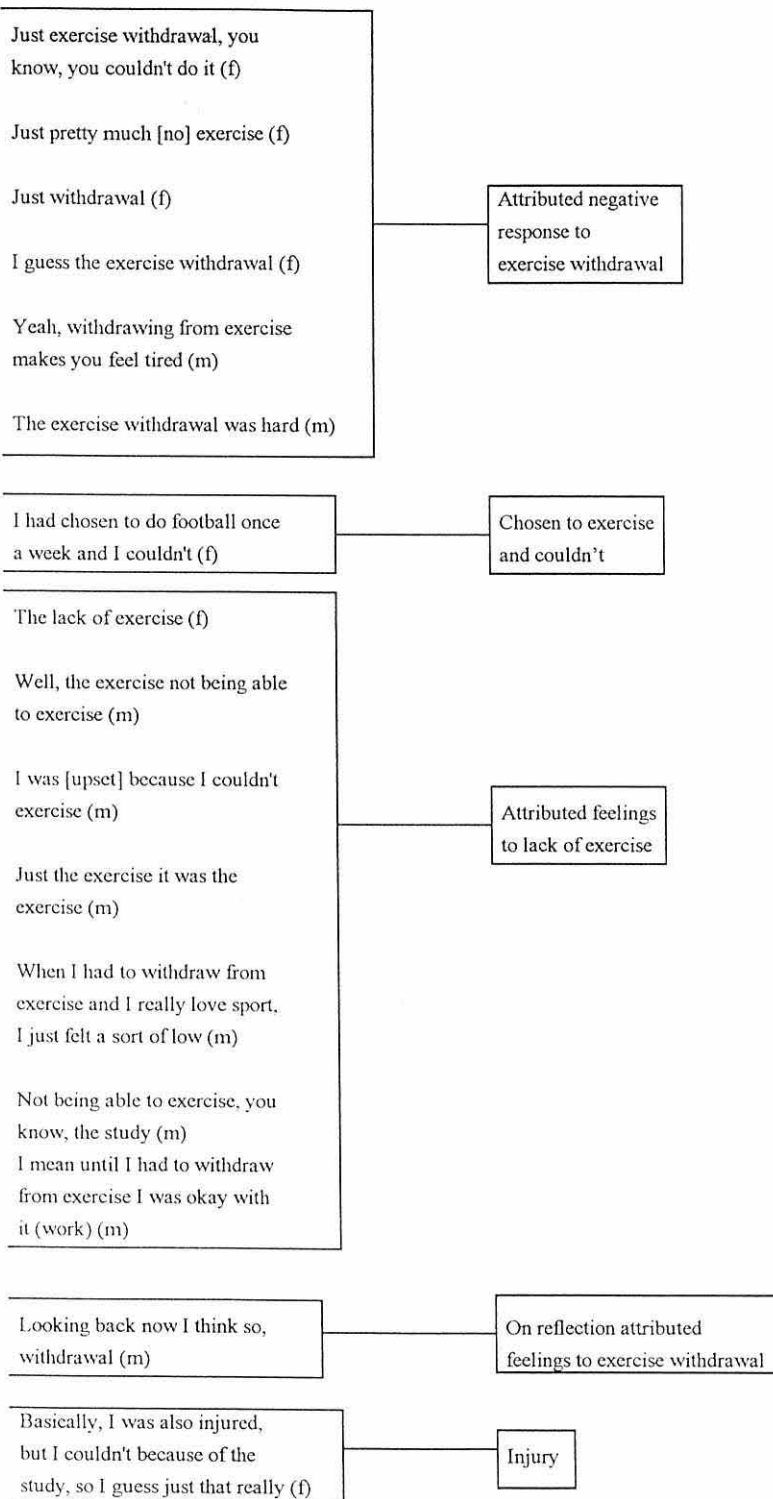 Just exercise withdrawal, you
know, you couldn't do it (f)
Just pretty much [no] exercise (f)
Just withdrawal (f)
I guess the exercise withdrawal (f)
Yeah, withdrawing from exercise
makes you feel tired (m)
The exercise withdrawal was hard (m)
Attributed negative
response to
exercise withdrawal
I had chosen to do football once
a week and I couldn't (f)
Chosen to exercise
and couldn't
The lack of exercise (f)
Well, the exercise not being able
to exercise (m)
I was [upset] because I couldn't
exercise (m)
Just the exercise it was the
exercise (m)
When I had to withdraw from
exercise and I really love sport,
I just felt a sort of low (m)
Not being able to exercise, you
know, the study (m)
I mean until I had to withdraw
from exercise I was okay with
it (work) (m)
Attributed feelings
to lack of exercise
Looking back now I think so,
withdrawal (m)
On reflection attributed
feelings to exercise withdrawal
Basically, I was also injured,
but I couldn't because of the
study, so I guess just that really (f)
Injury